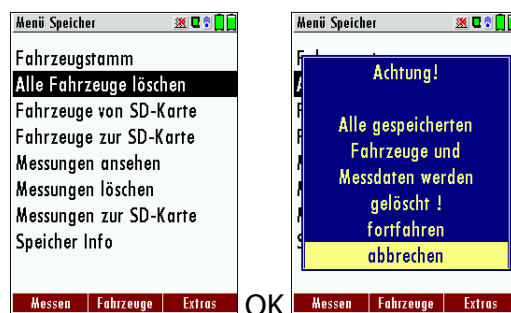 Menü Speicher
Fahrzeugstamm
Alle Fahrzeuge löschen
Fahrzeuge von SD-Karte
Fahrzeuge zur SD-Karte
Messungen ansehen
Messungen löschen
Messungen zur SD-Karte
Speicher Info
Messen Fahrzeuge Extras
OK
Menü Speicher
Achtung!
Alle gespeicherten
Fahrzeuge und
Messdaten werden
gelöscht !
fortfahren
abbrechen
Messen Fahrzeuge Extras